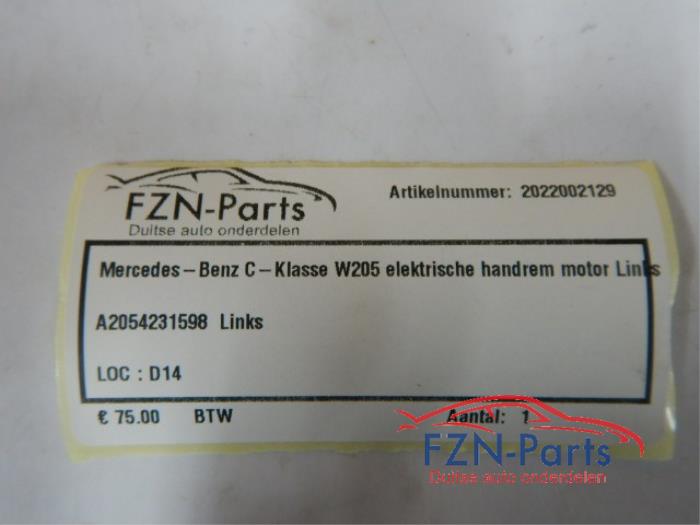 FZN-Parts
Duitse auto onderdelen
Artikelnummer: 2022002129
Mercedes-Benz C-Klasse W205 elektrische handrem motor Links
A2054231598 Links
LOC : D14
€ 75.00 BTW Aantal: 1
FZN-Parts
Duitse auto onderdelen